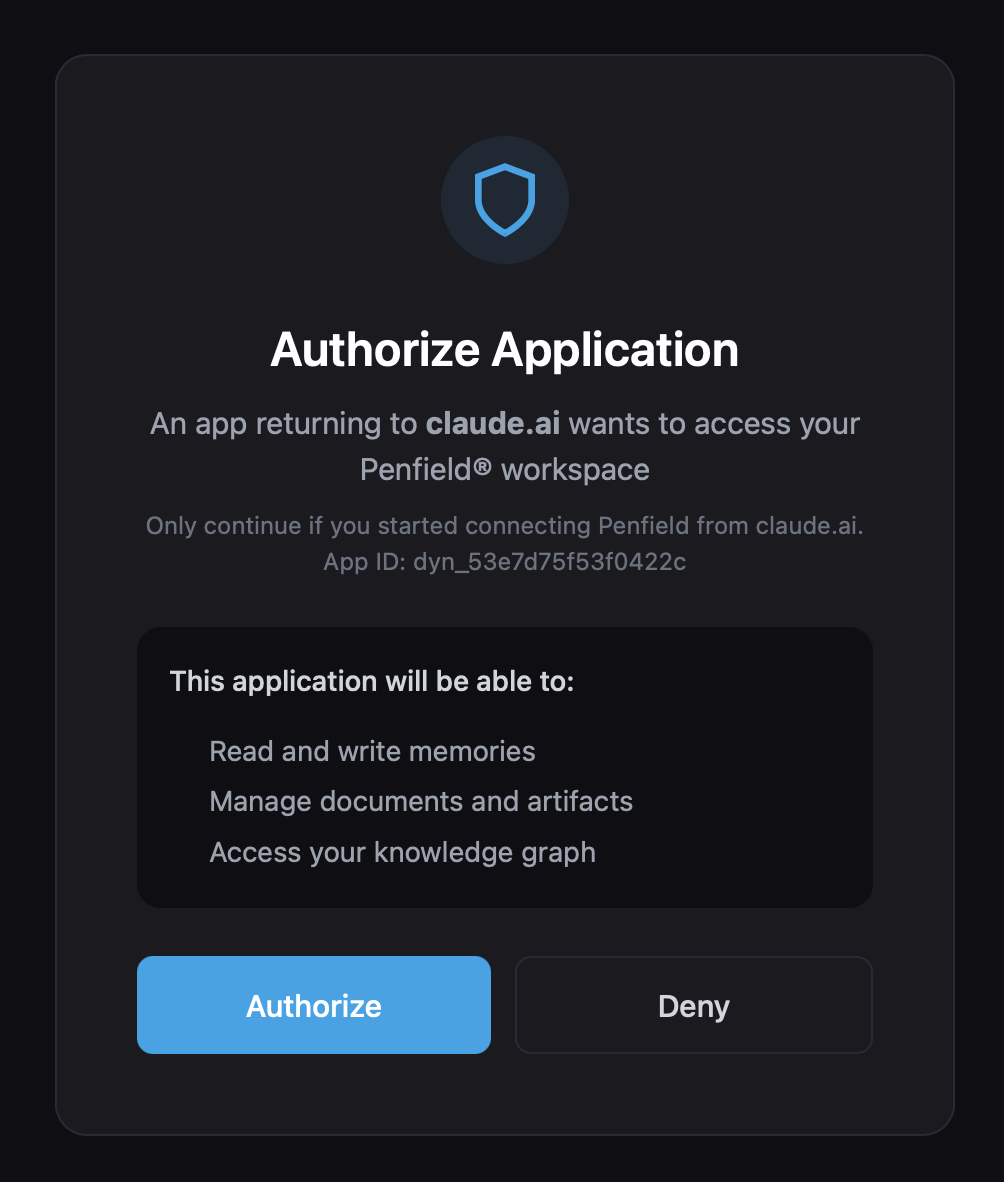 Authorize Application
An app returning to claude.ai wants to access your
Penfield® workspace
Only continue if you started connecting Penfield from claude.ai.
App ID: dyn_53e7d75f53f0422c
This application will be able to:
Read and write memories
Manage documents and artifacts
Access your knowledge graph
Authorize
Deny